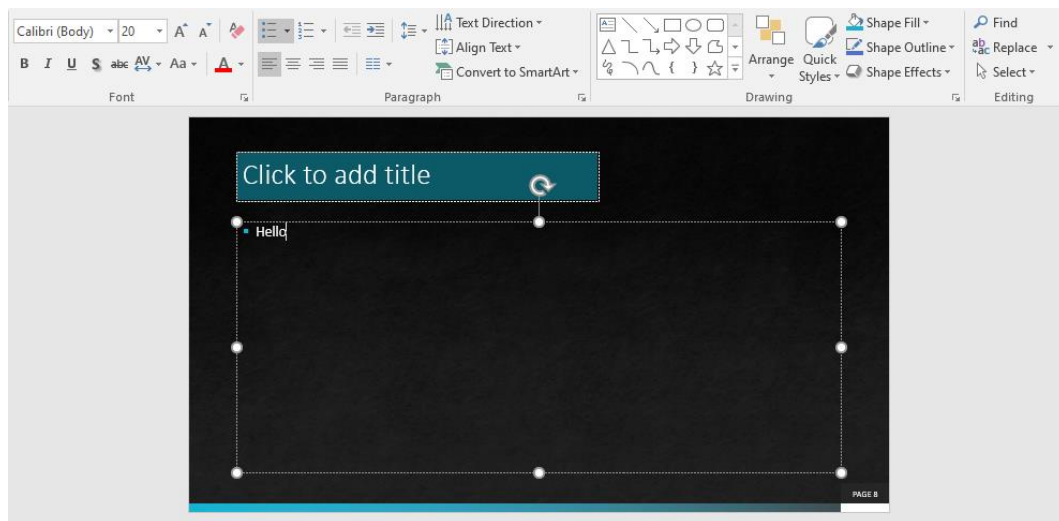 Calibri (Body) 20 A A Text Direction Shape Fill Find
Align Text Shape Outline Replace
B I U S abc AV Aa A Convert to SmartArt Arrange Quick Styles Shape Effects Select
Font Paragraph Drawing Editing
Click to add title
Hello
PAGE 8